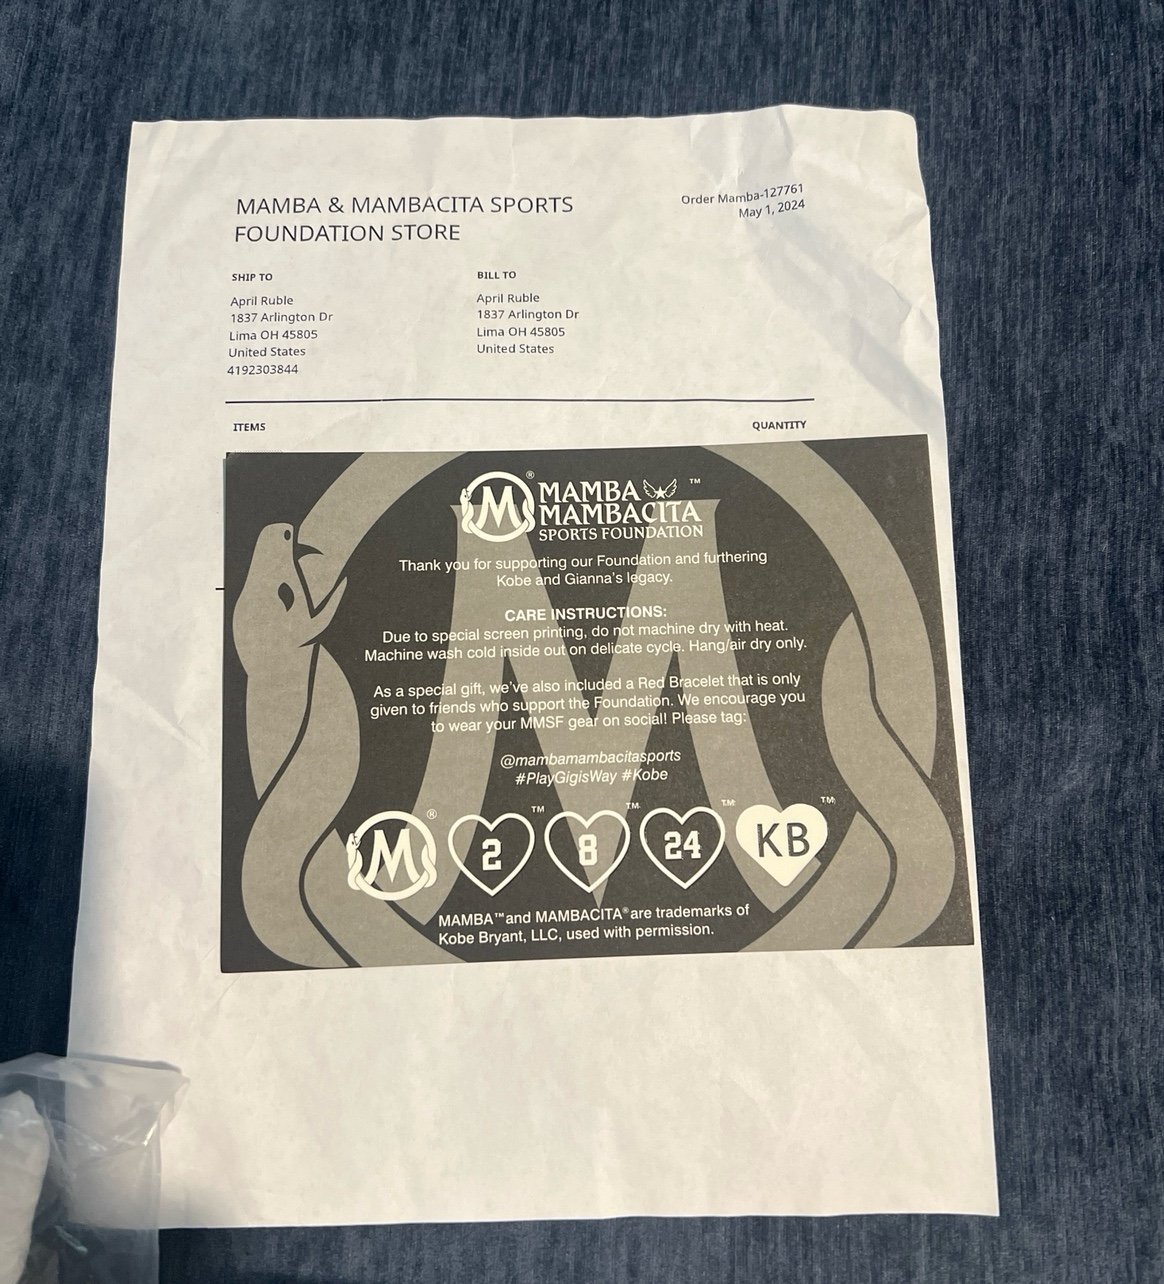 MAMBA & MAMBACITA SPORTS
FOUNDATION STORE
Order Mamba-127761
May 1, 2024
SHIP TO
April Ruble
1837 Arlington Dr
Lima OH 45805
United States
4192303844
BILL TO
April Ruble
1837 Arlington Dr
Lima OH 45805
United States
ITEMS
QUANTITY
M®
MAMBA ™
MAMBACITA
SPORTS FOUNDATION
Thank you for supporting our Foundation and furthering
Kobe and Gianna's legacy.
CARE INSTRUCTIONS:
Due to special screen printing, do not machine dry with heat.
Machine wash cold inside out on delicate cycle. Hang/air dry only.
As a special gift, we've also included a Red Bracelet that is only
given to friends who support the Foundation. We encourage you
to wear your MMSF gear on social! Please tag:
@mambamambacitasports
#PlayGigisWay #Kobe
M® 2™ 8™ 24™ KB™
MAMBA™and MAMBACITA®are trademarks of
Kobe Bryant, LLC, used with permission.